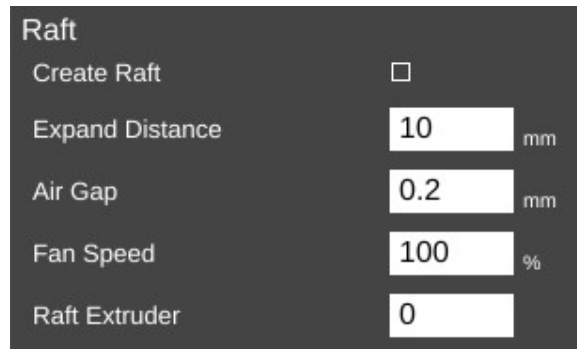 Raft
Create Raft
Expand Distance 10 mm
Air Gap 0.2 mm
Fan Speed 100 %
Raft Extruder 0